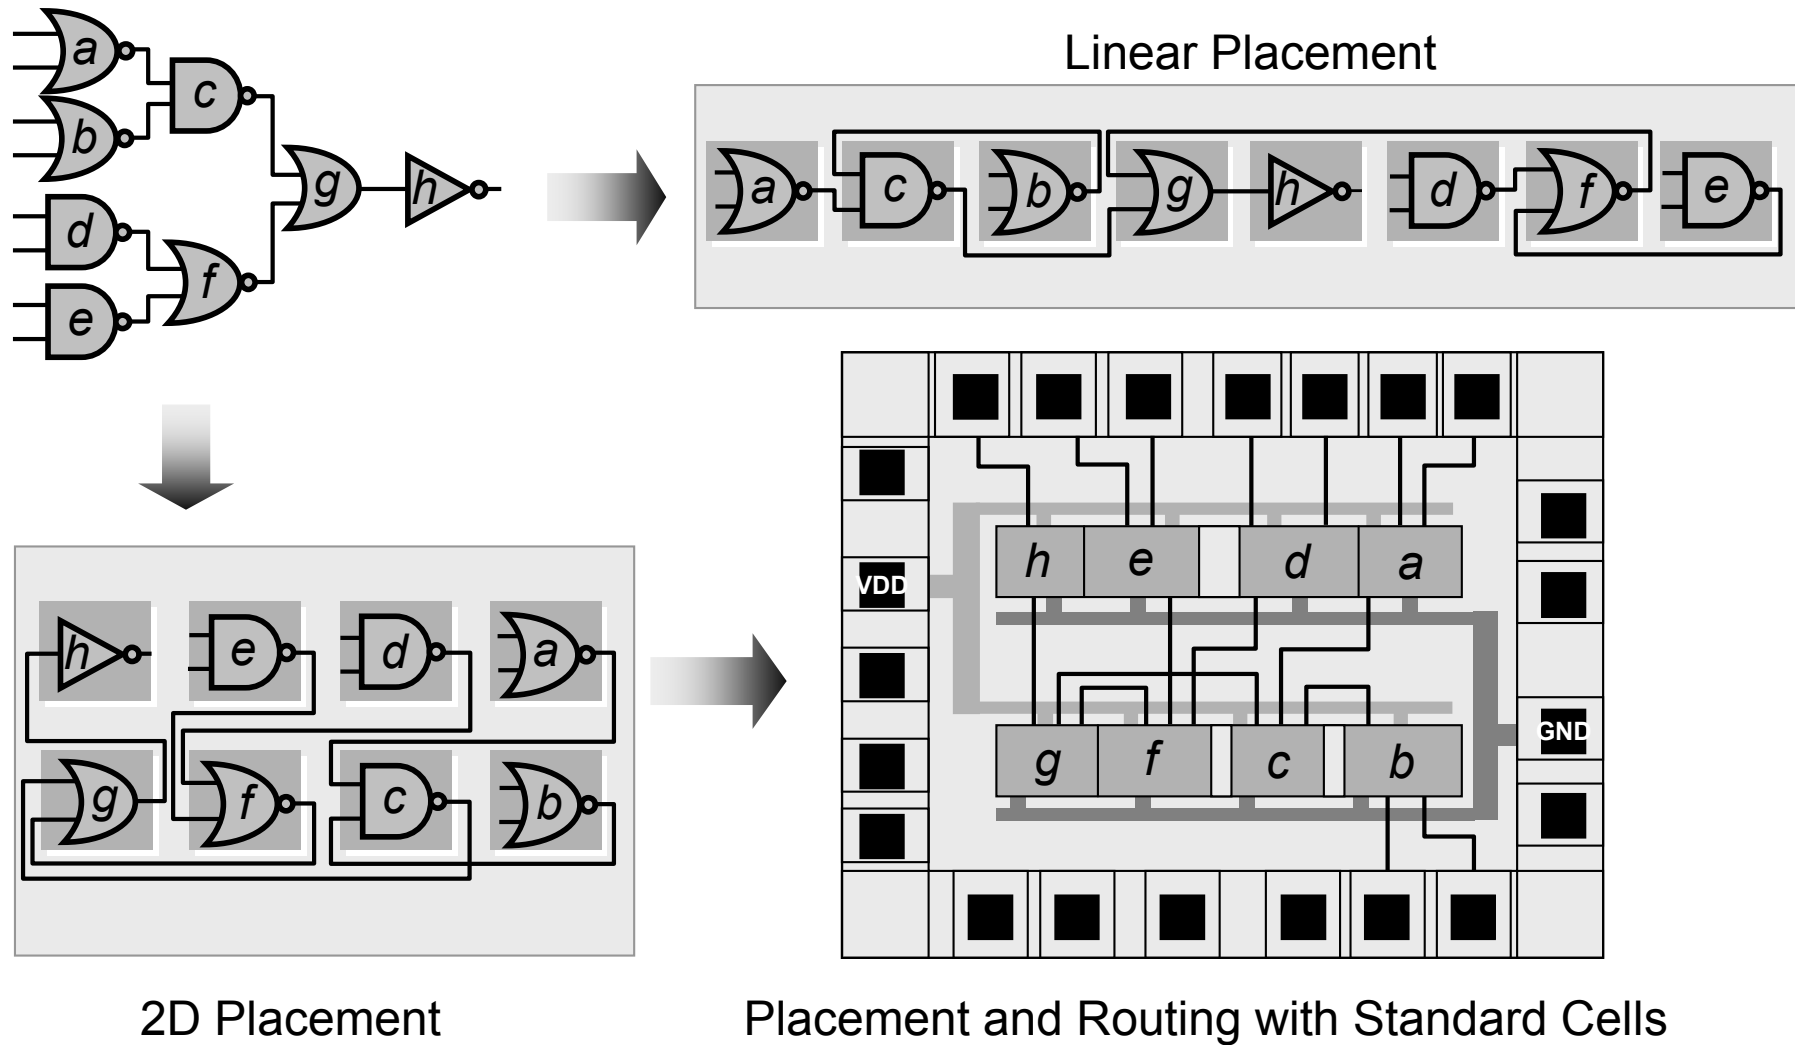 Linear Placement
a
c
b
g
h
d
f
e
a
c
b
g
h
d
f
e
h
e
d
a
g
f
c
b
VDD
h
e
d
a
GND
g
f
c
b
2D Placement
Placement and Routing with Standard Cells